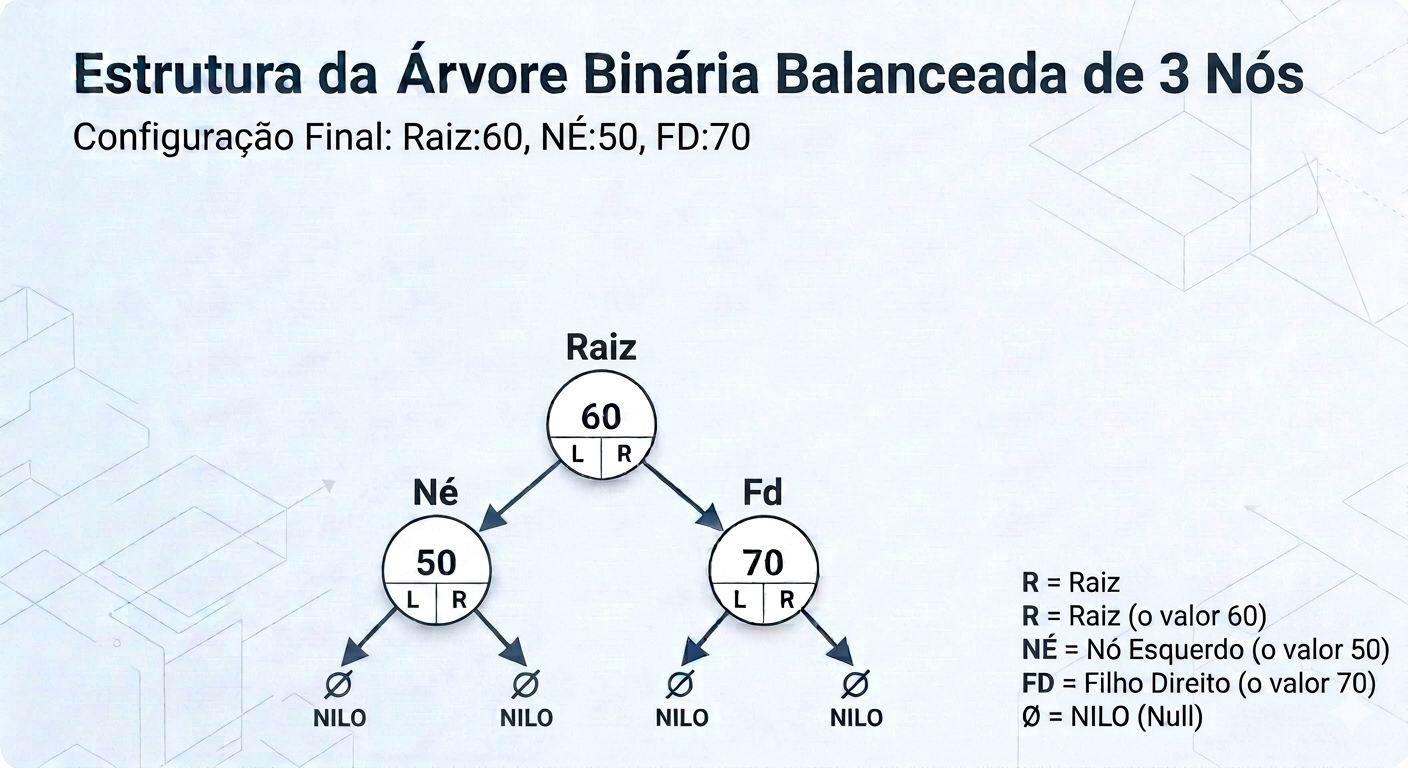 Estrutura da Árvore Binária Balanceada de 3 Nós
Configuração Final: Raiz:60, NÉ:50, FD:70
Raiz
60
L R
Né
Fd
50
L R
70
L R
Ø
NILO
Ø
NILO
Ø
NILO
Ø
NILO
R = Raiz
R = Raiz (o valor 60)
NÉ = Nó Esquerdo (o valor 50)
FD = Filho Direito (o valor 70)
Ø = NILO (Null)